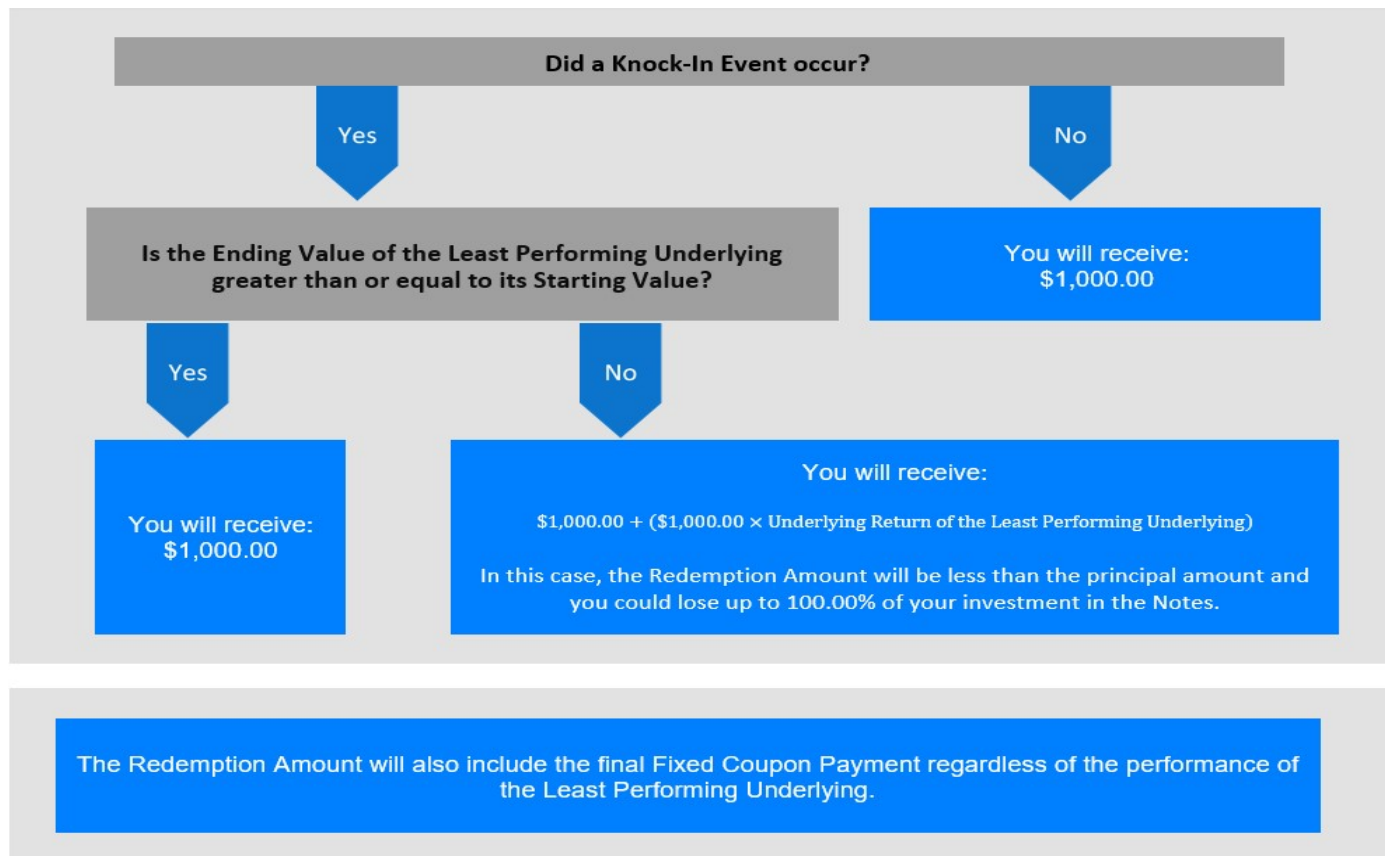 Did a Knock-In Event occur?
Yes
No
Is the Ending Value of the Least Performing Underlying
greater than or equal to its Starting Value?
You will receive:
$1,000.00
Yes
No
You will receive:
$1,000.00
You will receive:
$1,000.00 + ($1,000.00 × Underlying Return of the Least Performing Underlying)
In this case, the Redemption Amount will be less than the principal amount and
you could lose up to 100.00% of your investment in the Notes.
The Redemption Amount will also include the final Fixed Coupon Payment regardless of the performance of
the Least Performing Underlying.